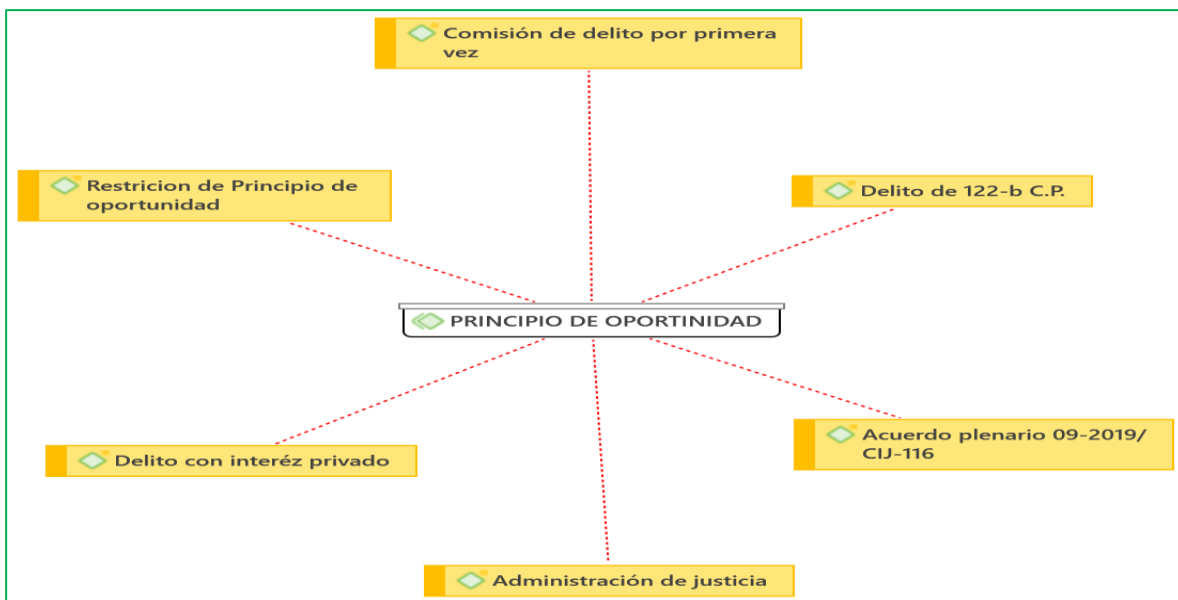 Comisión de delito por primera
vez
Restricion de Principio de
oportunidad
Delito de 122-b C.P.
PRINCIPIO DE OPORTINIDAD
Delito con interéz privado
Acuerdo plenario 09-2019/
CIJ-116
Administración de justicia